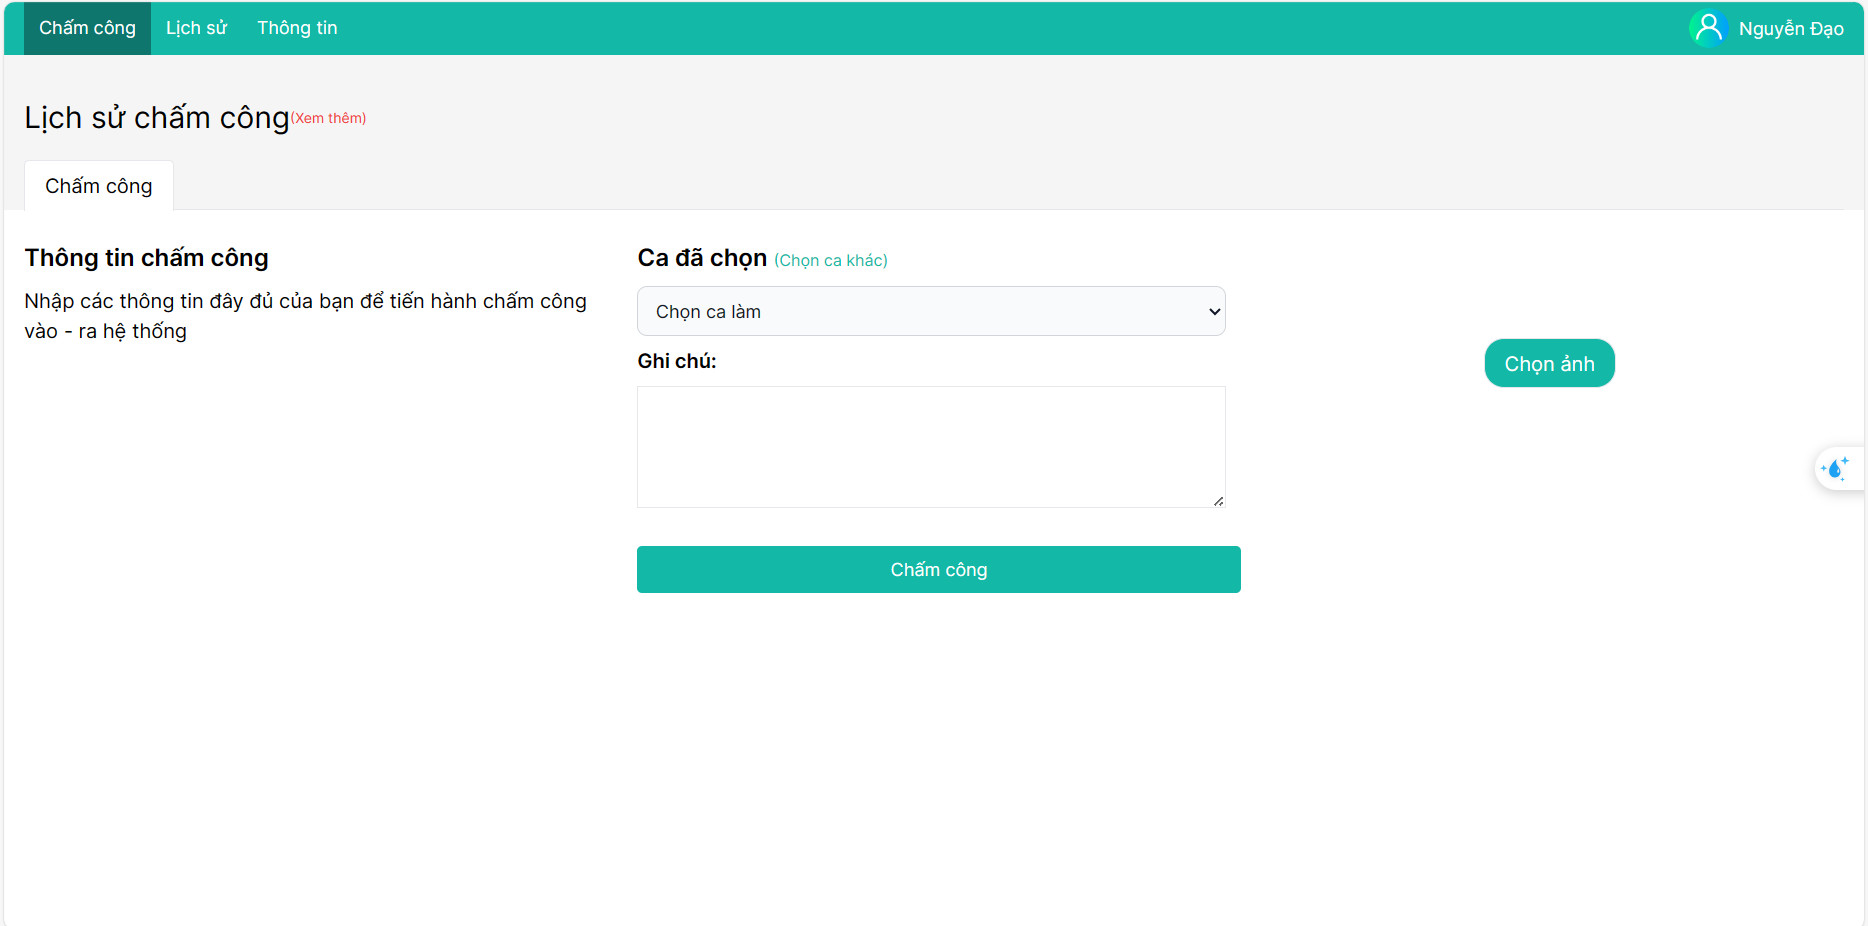 Chấm công
Lịch sử
Thông tin
Nguyễn Đạo
Lịch sử chấm công(Xem thêm)
Chấm công
Thông tin chấm công
Nhập các thông tin đây đủ của bạn để tiến hành chấm công
vào - ra hệ thống
Ca đã chọn (Chọn ca khác)
Chọn ca làm
Ghi chú:
Chọn ảnh
Chấm công